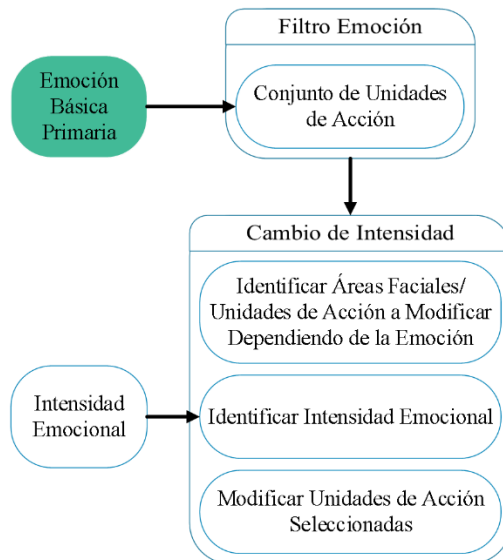 Filtro Emoción
Emoción
Básica
Primaria
Conjunto de Unidades
de Acción
Cambio de Intensidad
Identificar Áreas Faciales/
Unidades de Acción a Modificar
Dependiendo de la Emoción
Intensidad
Emocional
Identificar Intensidad Emocional
Modificar Unidades de Acción
Seleccionadas